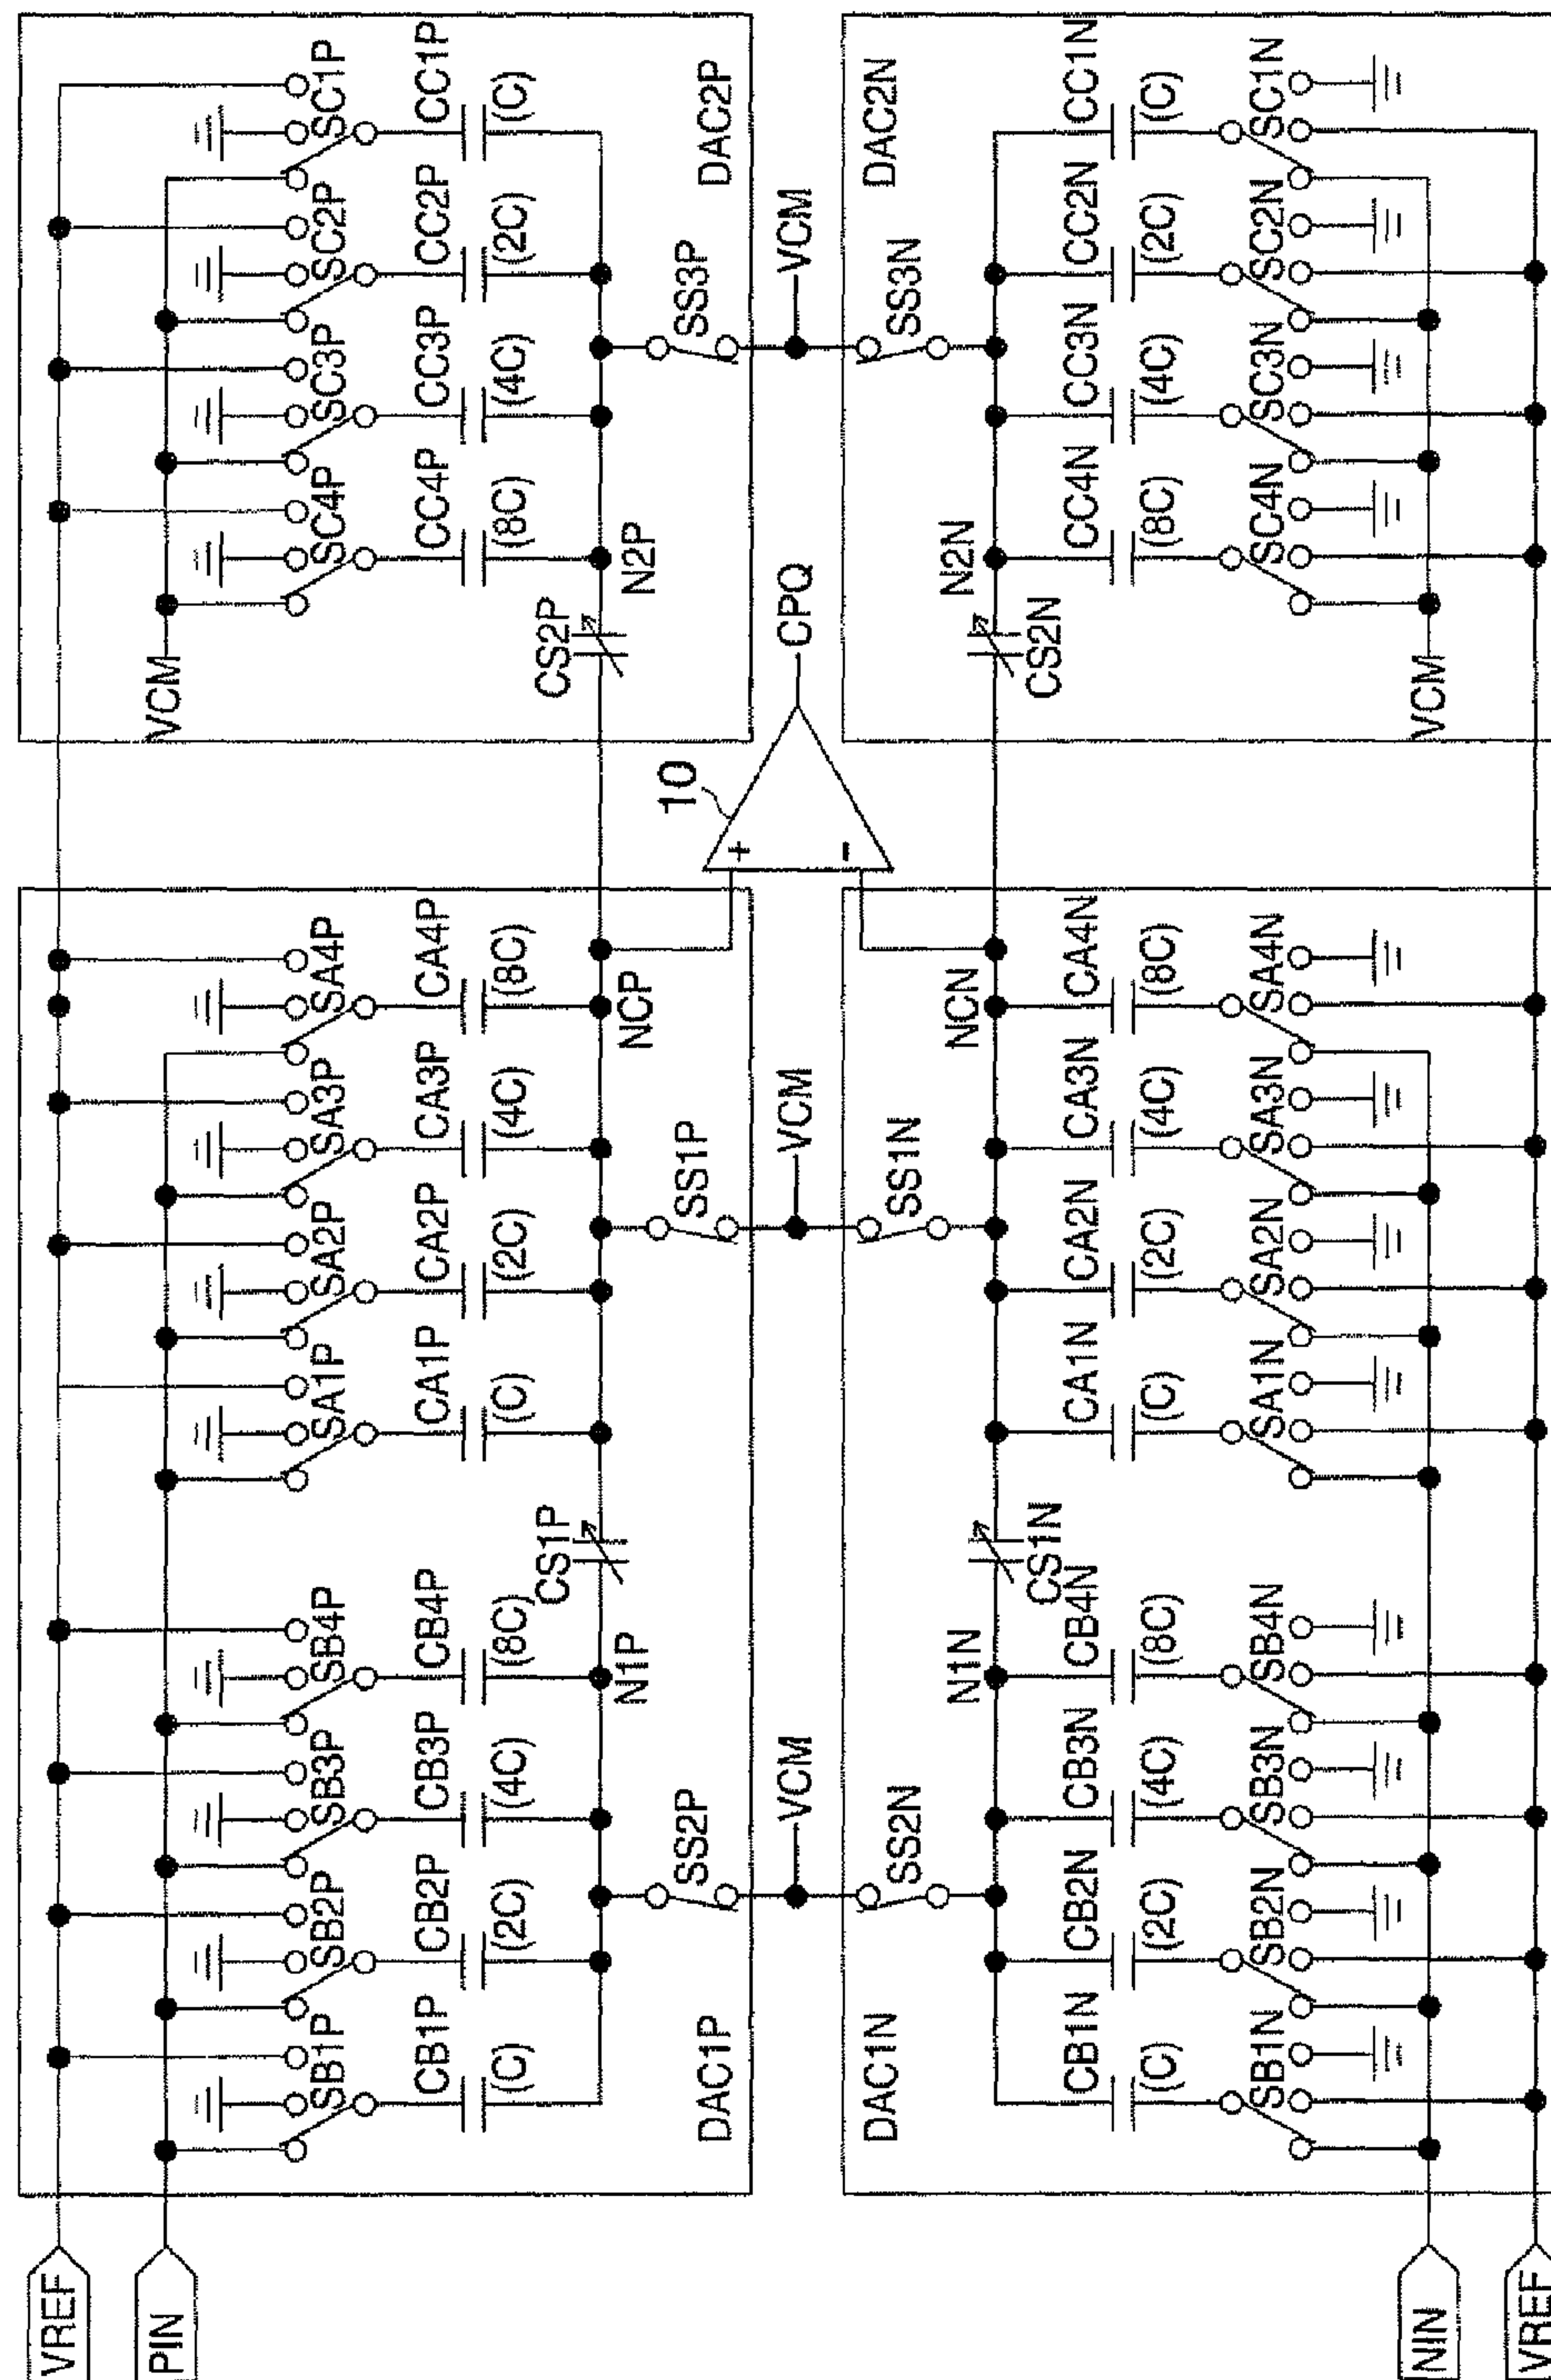 VREF
PIN
SB1P SB2P SB3P SB4P SA1P SA2P SA3P SA4P
VCM
SC4P SC3P SC2P SC1P
CB1P CB2P CB3P CB4P CA1P CA2P CA3P CA4P CC4P CC3P CC2P CC1P
(C) (2C) (4C) (8C) (C) (2C) (4C) (8C) (8C) (4C) (2C) (C)
CS1P CS2P
N1P NCP N2P
SS2P SS1P SS3P
DAC1P DAC2P
10
+
-
VCM VCM CPQ VCM
DAC1N DAC2N
SS2N SS1N SS3N
N1N NCN N2N
CS1N CS2N
CB1N CB2N CB3N CB4N CA1N CA2N CA3N CA4N CC4N CC3N CC2N CC1N
(C) (2C) (4C) (8C) (C) (2C) (4C) (8C) (8C) (4C) (2C) (C)
SB1N SB2N SB3N SB4N SA1N SA2N SA3N SA4N SC4N SC3N SC2N SC1N
VCM
NIN
VREF